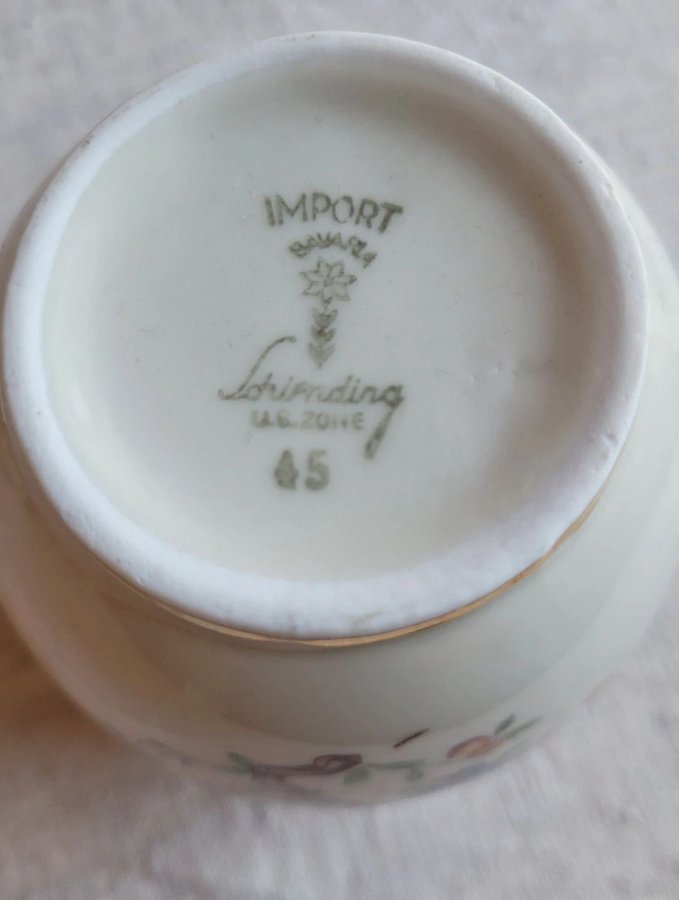 IMPORT
BAVARIA
Schirnding
U.S. ZONE
45